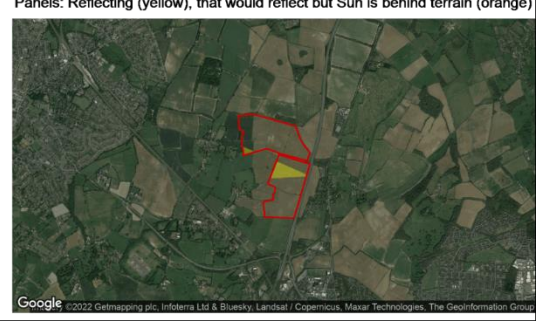 Panels: Reflecting (yellow), that would reflect but Sun is behind terrain (orange)
Google
©2022 Getmapping plc, Infoterra Ltd & Bluesky, Landsat / Copernicus, Maxar Technologies, The GeoInformation Group